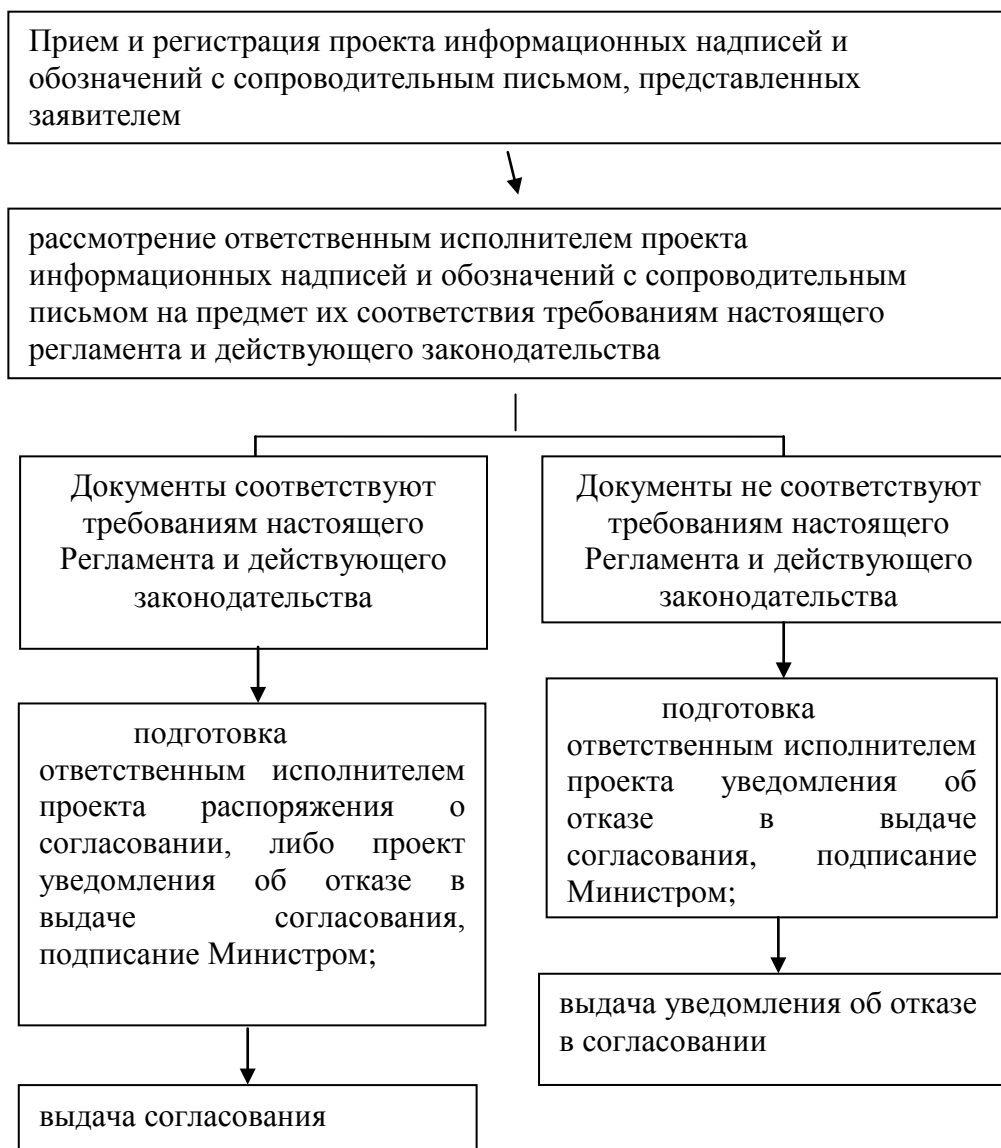 Прием и регистрация проекта информационных надписей и
обозначений с сопроводительным письмом, представленных
заявителем
рассмотрение ответственным исполнителем проекта
информационных надписей и обозначений с сопроводительным
письмом на предмет их соответствия требованиям настоящего
регламента и действующего законодательства
Документы соответствуют
требованиям настоящего
Регламента и действующего
законодательства
Документы не соответствуют
требованиям настоящего
Регламента и действующего
законодательства
подготовка
ответственным исполнителем
проекта распоряжения о
согласовании, либо проект
уведомления об отказе в
выдаче согласования,
подписание Министром;
подготовка
ответственным исполнителем
проекта уведомления об
отказе в выдаче
согласования, подписание
Министром;
выдача уведомления об отказе
в согласовании
выдача согласования